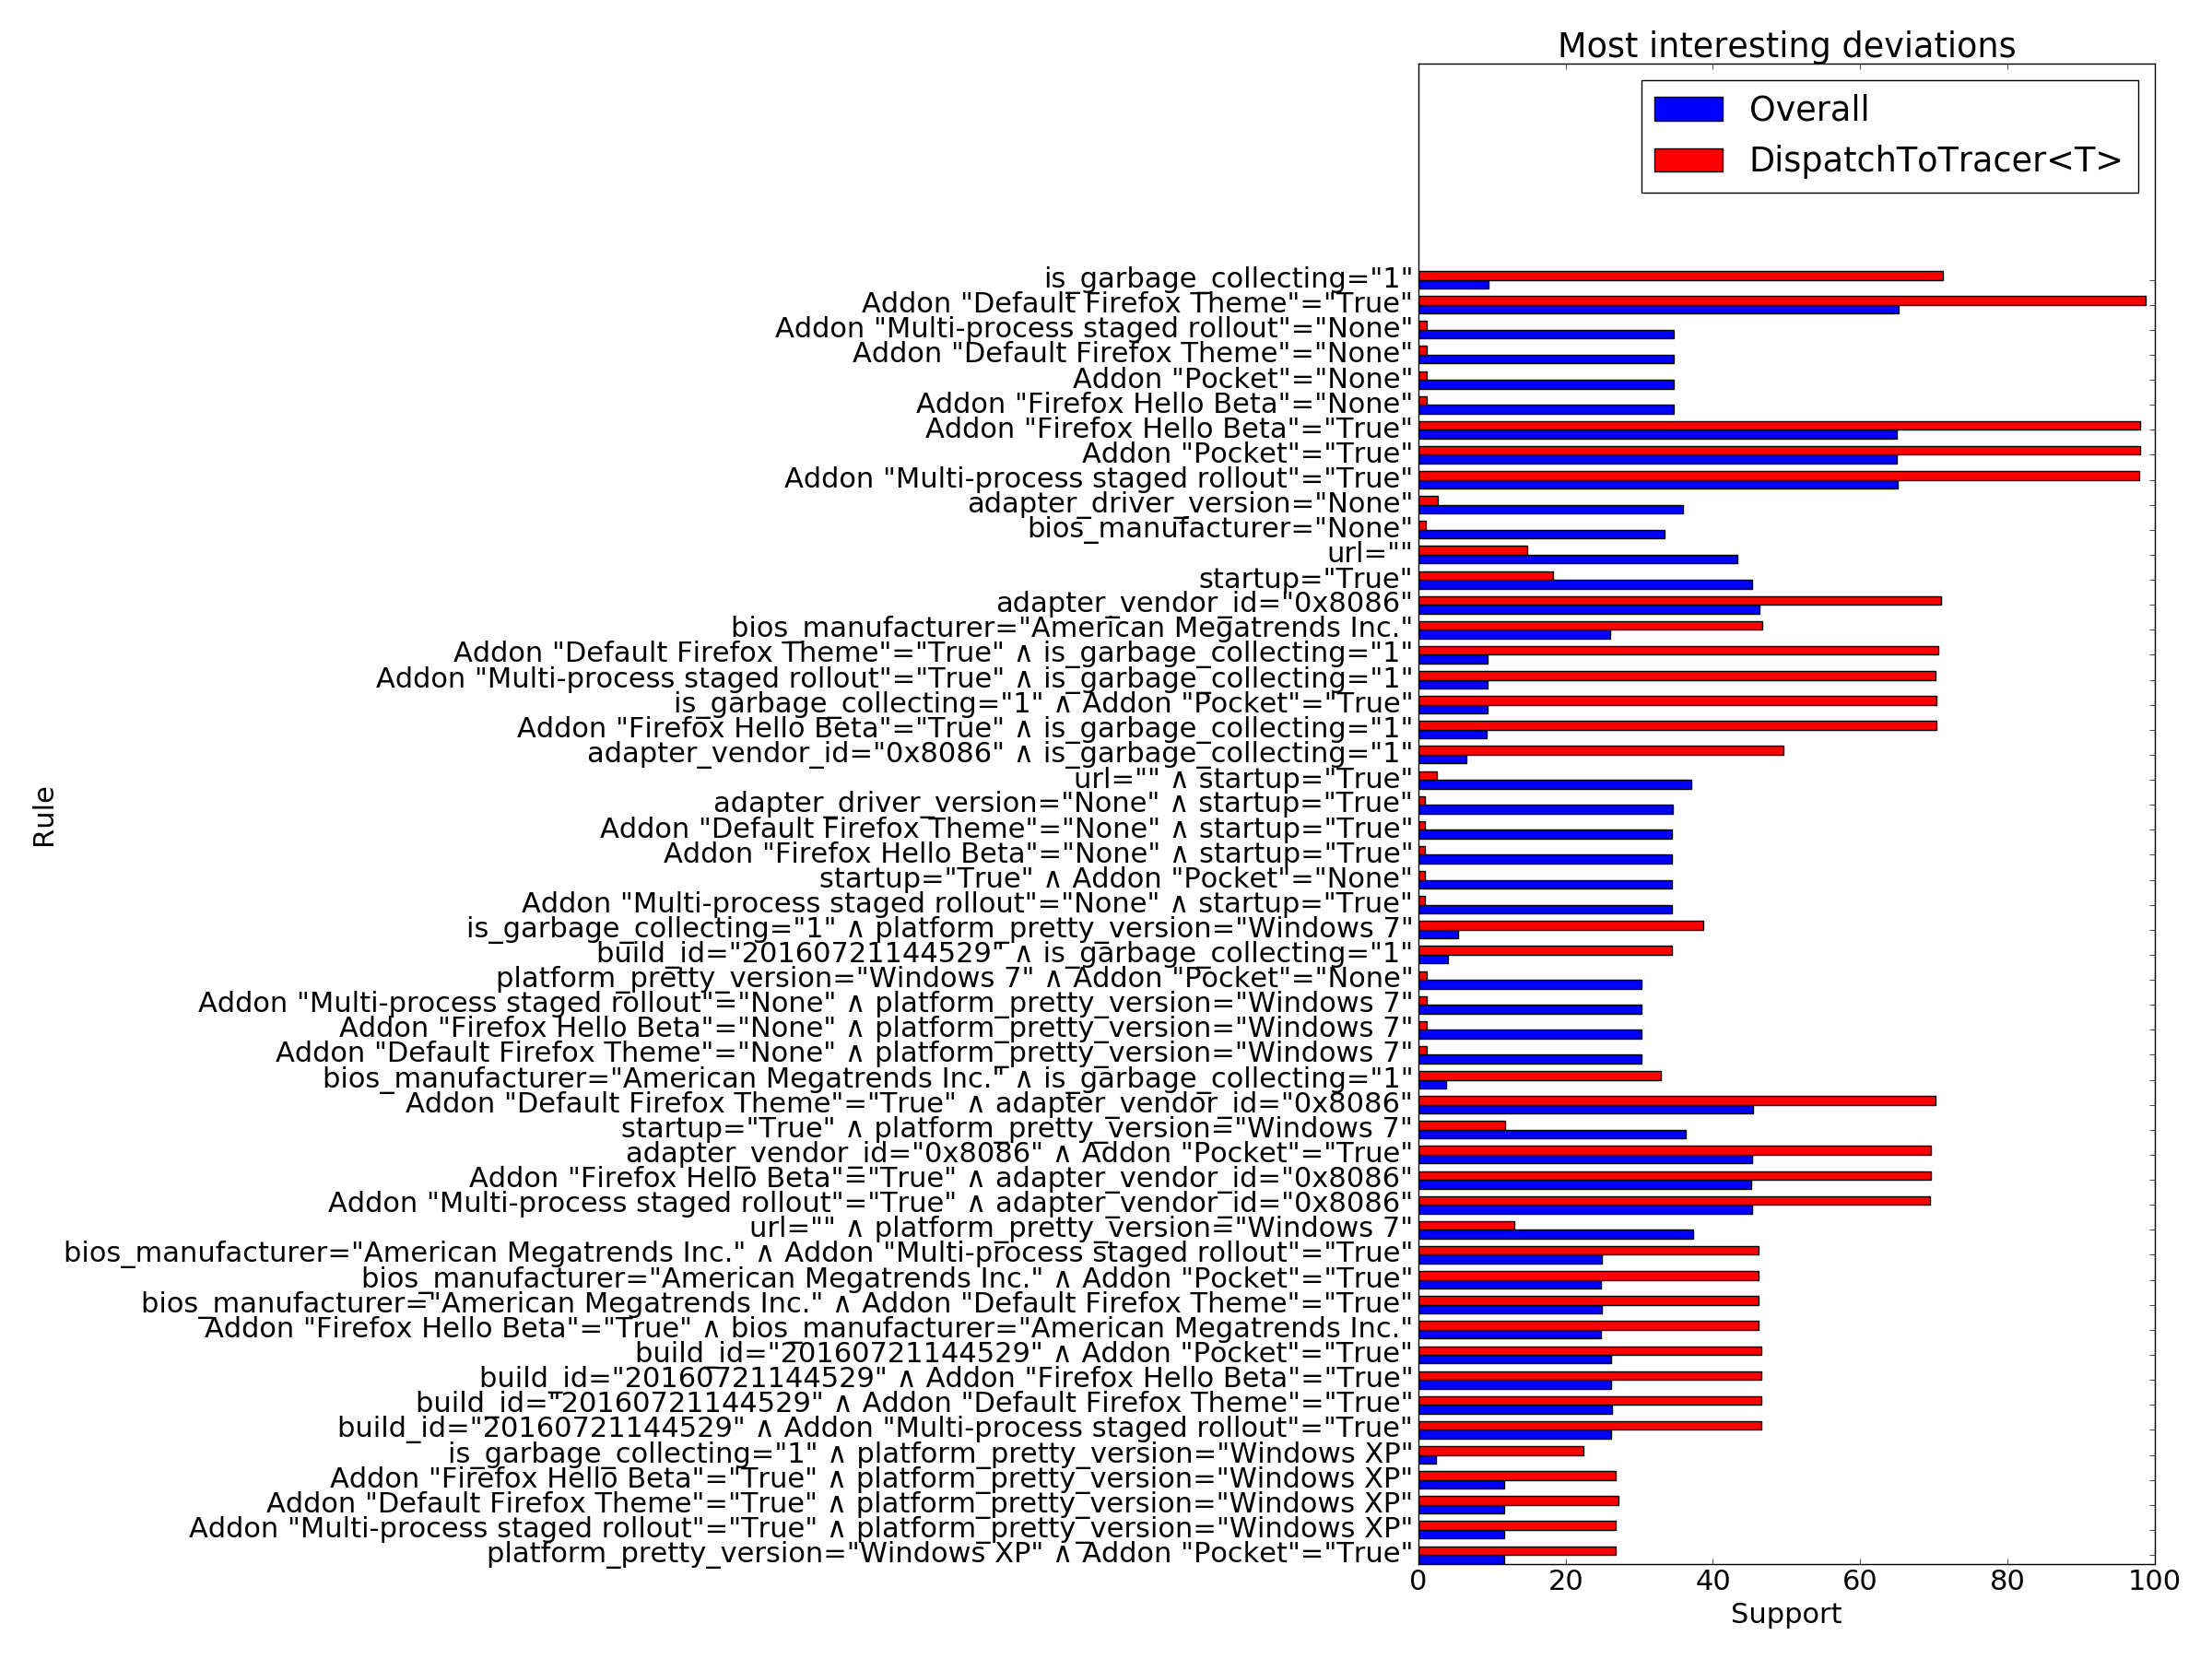 Most interesting deviations
Overall
DispatchToTracer<T>
is_garbage_collecting="1"
Addon "Default Firefox Theme"="True"
Addon "Multi-process staged rollout"="None"
Addon "Default Firefox Theme"="None"
Addon "Pocket"="None"
Addon "Firefox Hello Beta"="None"
Addon "Firefox Hello Beta"="True"
Addon "Pocket"="True"
Addon "Multi-process staged rollout"="True"
adapter_driver_version="None"
bios_manufacturer="None"
url=""
startup="True"
adapter_vendor_id="0x8086"
bios_manufacturer="American Megatrends Inc."
Addon "Default Firefox Theme"="True" ∧ is_garbage_collecting="1"
Addon "Multi-process staged rollout"="True" ∧ is_garbage_collecting="1"
is_garbage_collecting="1" ∧ Addon "Pocket"="True"
Addon "Firefox Hello Beta"="True" ∧ is_garbage_collecting="1"
adapter_vendor_id="0x8086" ∧ is_garbage_collecting="1"
url="" ∧ startup="True"
adapter_driver_version="None" ∧ startup="True"
Addon "Default Firefox Theme"="None" ∧ startup="True"
Addon "Firefox Hello Beta"="None" ∧ startup="True"
startup="True" ∧ Addon "Pocket"="None"
Addon "Multi-process staged rollout"="None" ∧ startup="True"
is_garbage_collecting="1" ∧ platform_pretty_version="Windows 7"
build_id="20160721144529" ∧ is_garbage_collecting="1"
platform_pretty_version="Windows 7" ∧ Addon "Pocket"="None"
Addon "Multi-process staged rollout"="None" ∧ platform_pretty_version="Windows 7"
Addon "Firefox Hello Beta"="None" ∧ platform_pretty_version="Windows 7"
Addon "Default Firefox Theme"="None" ∧ platform_pretty_version="Windows 7"
bios_manufacturer="American Megatrends Inc." ∧ is_garbage_collecting="1"
Addon "Default Firefox Theme"="True" ∧ adapter_vendor_id="0x8086"
startup="True" ∧ platform_pretty_version="Windows 7"
adapter_vendor_id="0x8086" ∧ Addon "Pocket"="True"
Addon "Firefox Hello Beta"="True" ∧ adapter_vendor_id="0x8086"
Addon "Multi-process staged rollout"="True" ∧ adapter_vendor_id="0x8086"
url="" ∧ platform_pretty_version="Windows 7"
bios_manufacturer="American Megatrends Inc." ∧ Addon "Multi-process staged rollout"="True"
bios_manufacturer="American Megatrends Inc." ∧ Addon "Pocket"="True"
bios_manufacturer="American Megatrends Inc." ∧ Addon "Default Firefox Theme"="True"
Addon "Firefox Hello Beta"="True" ∧ bios_manufacturer="American Megatrends Inc."
build_id="20160721144529" ∧ Addon "Pocket"="True"
build_id="20160721144529" ∧ Addon "Firefox Hello Beta"="True"
build_id="20160721144529" ∧ Addon "Default Firefox Theme"="True"
build_id="20160721144529" ∧ Addon "Multi-process staged rollout"="True"
is_garbage_collecting="1" ∧ platform_pretty_version="Windows XP"
Addon "Firefox Hello Beta"="True" ∧ platform_pretty_version="Windows XP"
Addon "Default Firefox Theme"="True" ∧ platform_pretty_version="Windows XP"
Addon "Multi-process staged rollout"="True" ∧ platform_pretty_version="Windows XP"
platform_pretty_version="Windows XP" ∧ Addon "Pocket"="True"
Rule
0 20 40 60 80 100
Support